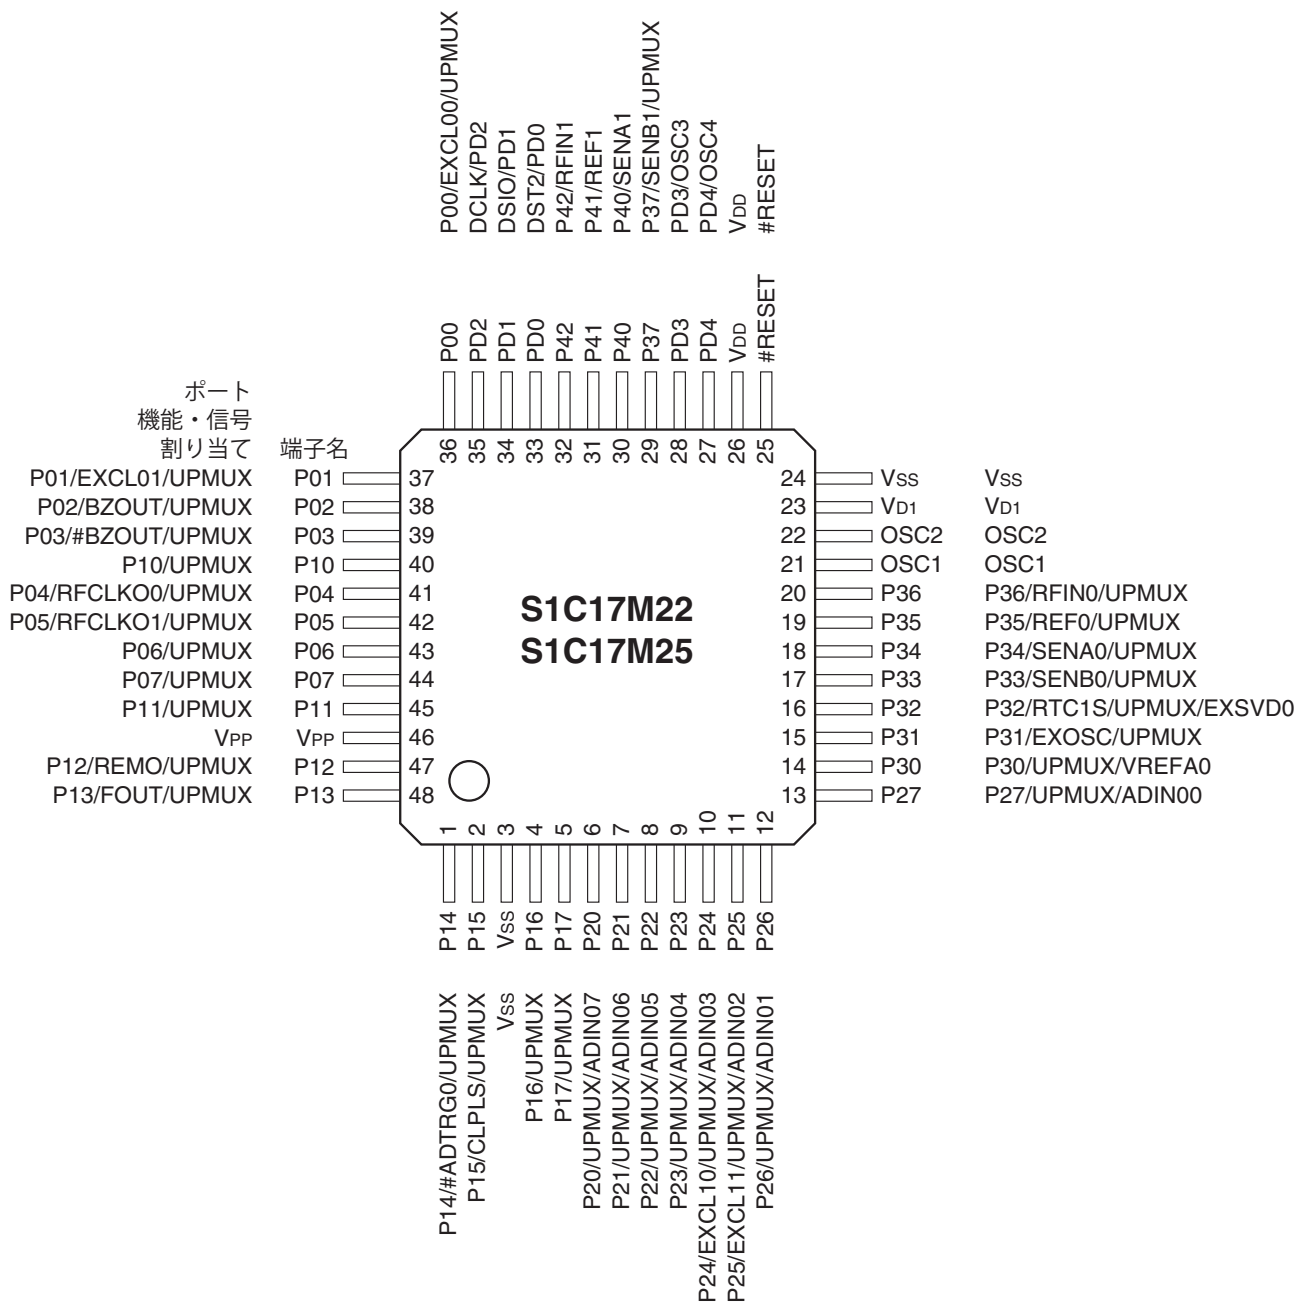 P00/EXCL00/UPMUX
DCLK/PD2
DSIO/PD1
DST2/PD0
P42/RFIN1
P41/REF1
P40/SENA1
P37/SENB1/UPMUX
PD3/OSC3
PD4/OSC4
VDD
#RESET
P00
PD2
PD1
PD0
P42
P41
P40
P37
PD3
PD4
VDD
#RESET
36
35
34
33
32
31
30
29
28
27
26
25
ポート
機能・信号
割り当て 端子名
P01/EXCL01/UPMUX P01 37
P02/BZOUT/UPMUX P02 38
P03/#BZOUT/UPMUX P03 39
P10/UPMUX P10 40
P04/RFCLKO0/UPMUX P04 41
P05/RFCLKO1/UPMUX P05 42
P06/UPMUX P06 43
P07/UPMUX P07 44
P11/UPMUX P11 45
VPP VPP 46
P12/REMO/UPMUX P12 47
P13/FOUT/UPMUX P13 48
S1C17M22
S1C17M25
24 VSS VSS
23 VD1 VD1
22 OSC2 OSC2
21 OSC1 OSC1
20 P36 P36/RFIN0/UPMUX
19 P35 P35/REF0/UPMUX
18 P34 P34/SENA0/UPMUX
17 P33 P33/SENB0/UPMUX
16 P32 P32/RTC1S/UPMUX/EXSVD0
15 P31 P31/EXOSC/UPMUX
14 P30 P30/UPMUX/VREFA0
13 P27 P27/UPMUX/ADIN00
1
2
3
4
5
6
7
8
9
10
11
12
P14
P15
VSS
P16
P17
P20
P21
P22
P23
P24
P25
P26
P14/#ADTRG0/UPMUX
P15/CLPLS/UPMUX
VSS
P16/UPMUX
P17/UPMUX
P20/UPMUX/ADIN07
P21/UPMUX/ADIN06
P22/UPMUX/ADIN05
P23/UPMUX/ADIN04
P24/EXCL10/UPMUX/ADIN03
P25/EXCL11/UPMUX/ADIN02
P26/UPMUX/ADIN01